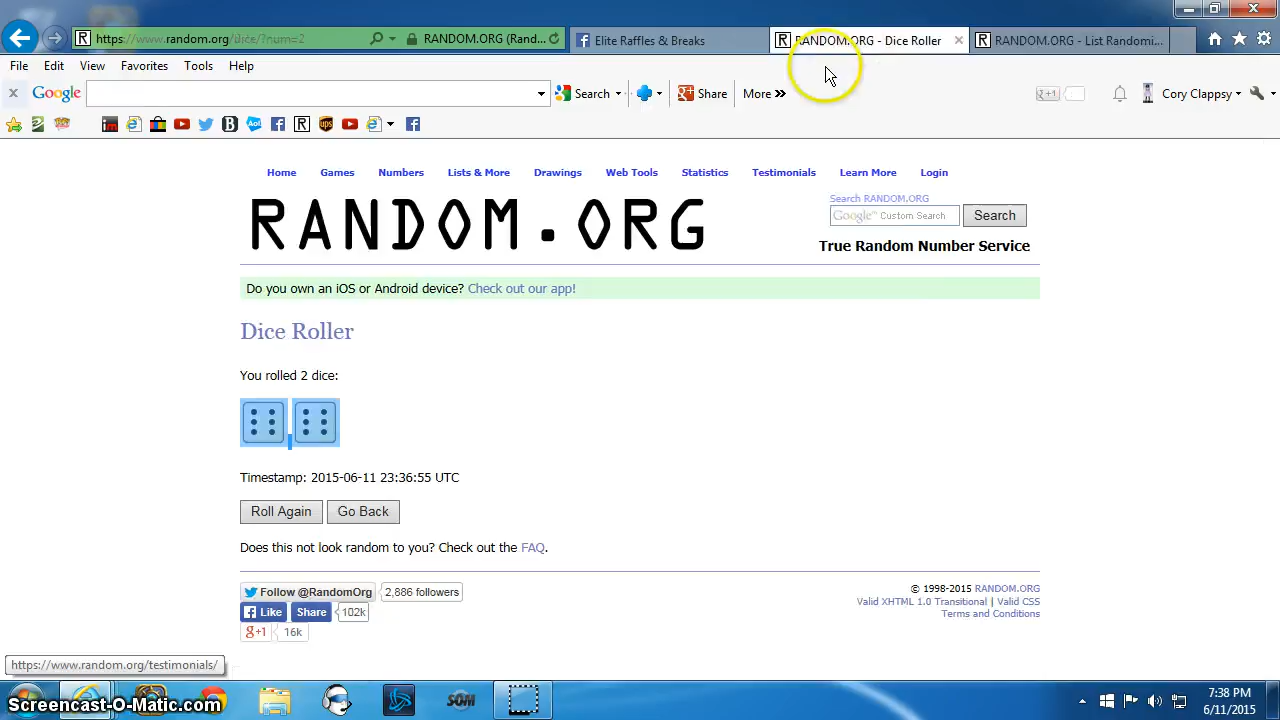 https://www.random.org/dice/?num=2
RANDOM.ORG (Rand...
Elite Raffles & Breaks
RANDOM.ORG - Dice Roller
RANDOM.ORG - List Randomi...
File Edit View Favorites Tools Help
Google
Search
Share
More »
+1
Cory Clappsy
Home Games Numbers Lists & More Drawings Web Tools Statistics Testimonials Learn More Login
RANDOM.ORG
Search RANDOM.ORG
Google™ Custom Search
Search
True Random Number Service
Do you own an iOS or Android device? Check out our app!
Dice Roller
You rolled 2 dice:
Timestamp: 2015-06-11 23:36:55 UTC
Roll Again
Go Back
Does this not look random to you? Check out the FAQ.
Follow @RandomOrg
2,886 followers
Like
Share
102k
g+1
16k
© 1998-2015 RANDOM.ORG
Valid XHTML 1.0 Transitional | Valid CSS
Terms and Conditions
https://www.random.org/testimonials/
Screencast-O-Matic.com
SOM
7:38 PM
6/11/2015